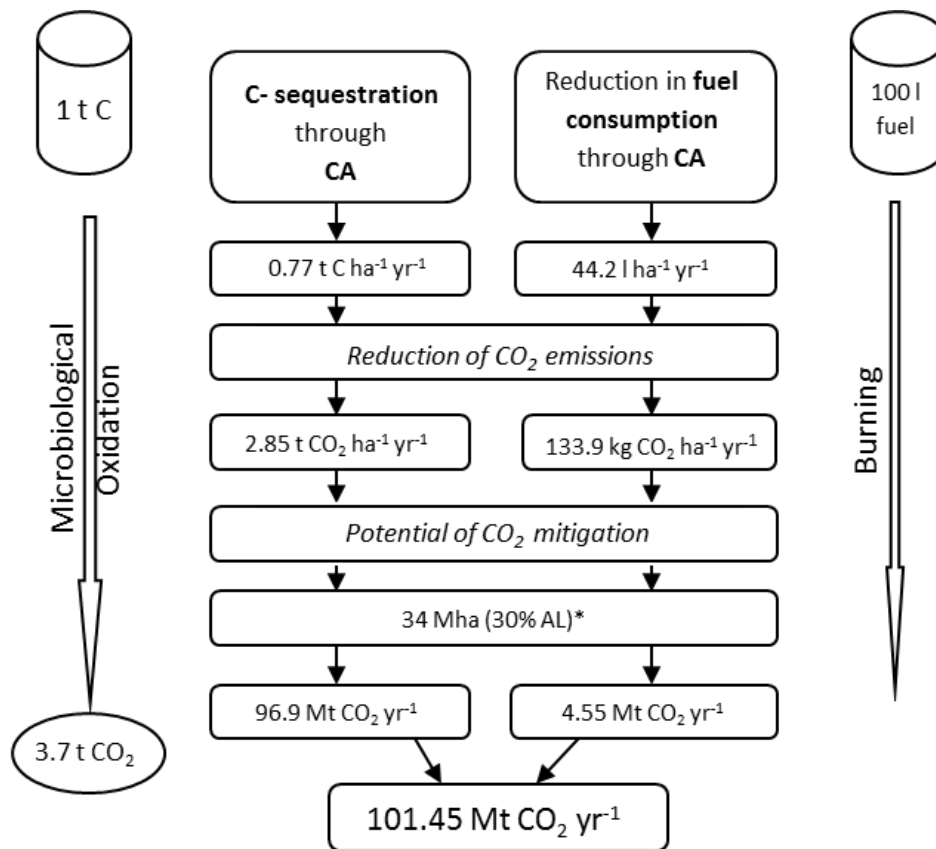 1 t C
C- sequestration
through
CA
Reduction in fuel
consumption
through CA
100 l
fuel
0.77 t C ha⁻¹ yr⁻¹
44.2 l ha⁻¹ yr⁻¹
Reduction of CO₂ emissions
Microbiological
Oxidation
Burning
2.85 t CO₂ ha⁻¹ yr⁻¹
133.9 kg CO₂ ha⁻¹ yr⁻¹
Potential of CO₂ mitigation
34 Mha (30% AL)*
96.9 Mt CO₂ yr⁻¹
4.55 Mt CO₂ yr⁻¹
3.7 t CO₂
101.45 Mt CO₂ yr⁻¹